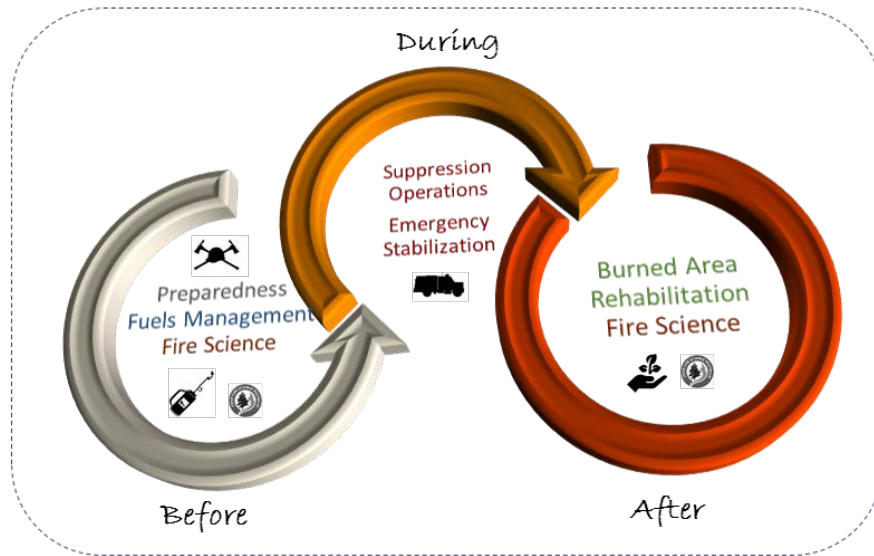 During
Suppression
Operations
Emergency
Stabilization
Preparedness
Fuels Management
Fire Science
Burned Area
Rehabilitation
Fire Science
Before
After